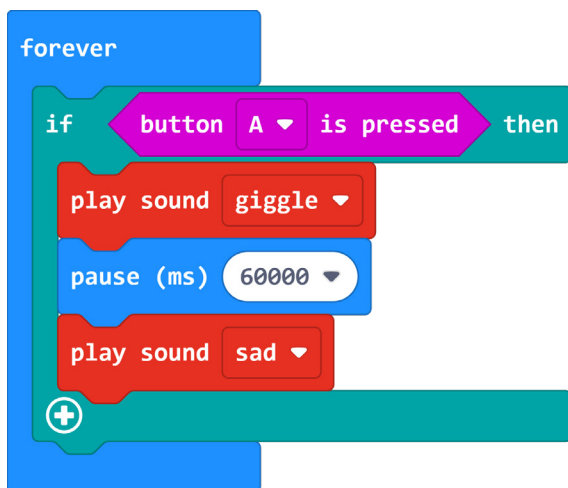 forever
if button A is pressed then
play sound giggle
pause (ms) 60000
play sound sad